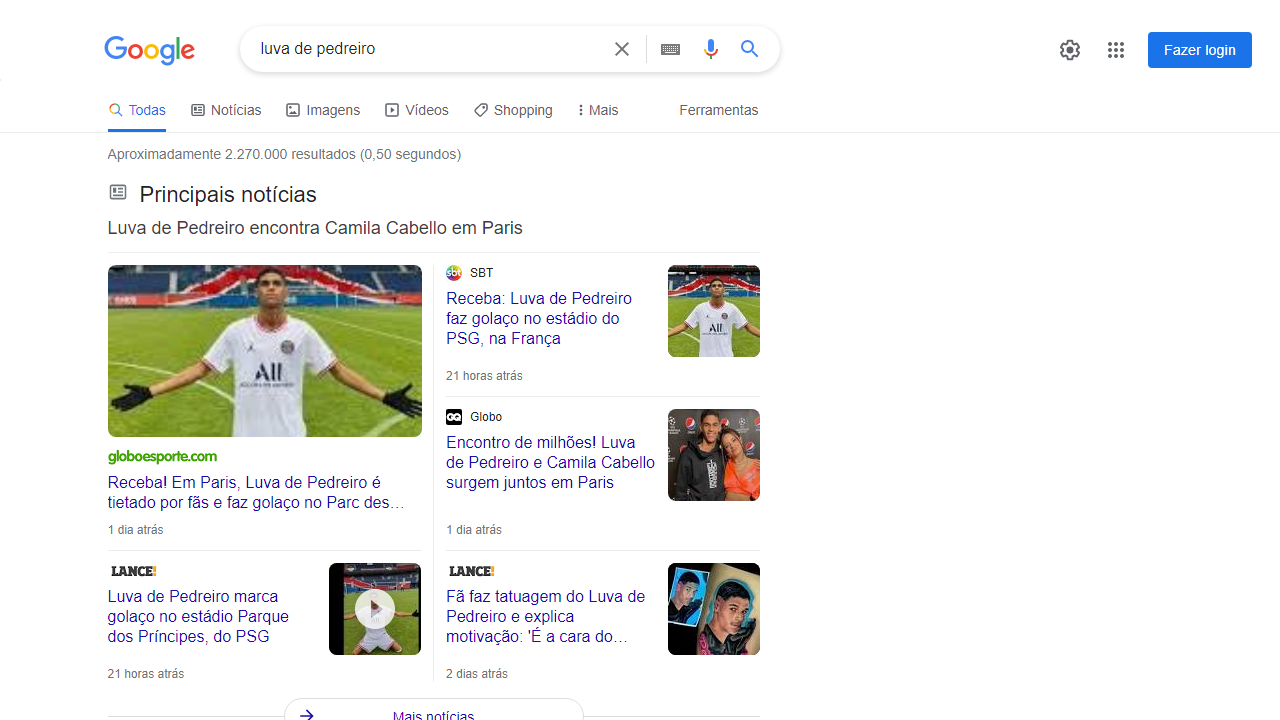 Google
luva de pedreiro
Fazer login
Todas
Notícias
Imagens
Vídeos
Shopping
Mais
Ferramentas
Aproximadamente 2.270.000 resultados (0,50 segundos)
Principais notícias
Luva de Pedreiro encontra Camila Cabello em Paris
globoesporte.com
Receba! Em Paris, Luva de Pedreiro é
tietado por fãs e faz golaço no Parc des…
1 dia atrás
sbt SBT
Receba: Luva de Pedreiro
faz golaço no estádio do
PSG, na França
21 horas atrás
GQ Globo
Encontro de milhões! Luva
de Pedreiro e Camila Cabello
surgem juntos em Paris
1 dia atrás
LANCE!
Luva de Pedreiro marca
golaço no estádio Parque
dos Príncipes, do PSG
21 horas atrás
LANCE!
Fã faz tatuagem do Luva de
Pedreiro e explica
motivação: 'É a cara do…
2 dias atrás
Mais notícias